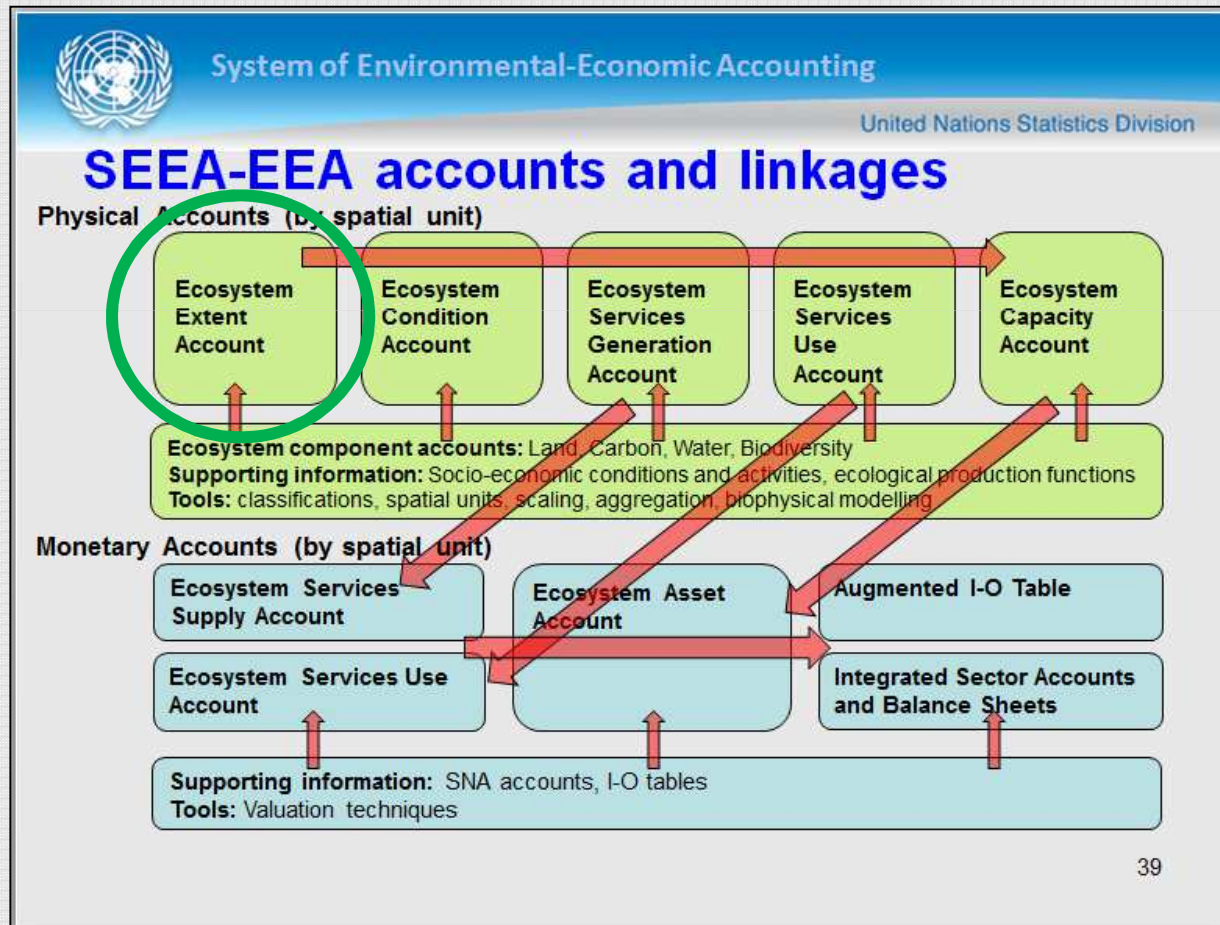 System of Environmental-Economic Accounting
United Nations Statistics Division
SEEA-EEA accounts and linkages
Physical Accounts (by spatial unit)
Ecosystem
Extent
Account
Ecosystem
Condition
Account
Ecosystem
Services
Generation
Account
Ecosystem
Services
Use
Account
Ecosystem
Capacity
Account
Ecosystem component accounts: Land, Carbon, Water, Biodiversity
Supporting information: Socio-economic conditions and activities, ecological production functions
Tools: classifications, spatial units, scaling, aggregation, biophysical modelling
Monetary Accounts (by spatial unit)
Ecosystem Services
Supply Account
Ecosystem Asset
Account
Augmented I-O Table
Ecosystem Services Use
Account
Integrated Sector Accounts
and Balance Sheets
Supporting information: SNA accounts, I-O tables
Tools: Valuation techniques
39